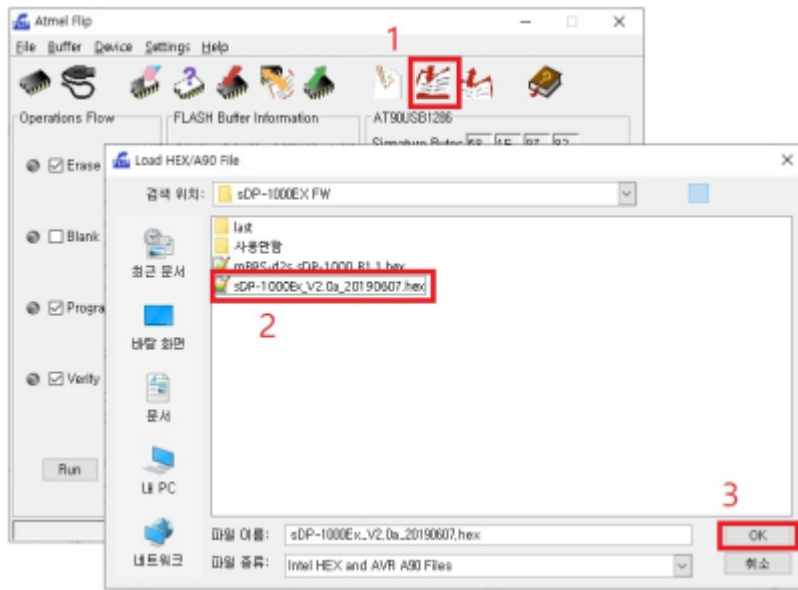 Atmel Flip
File Buffer Device Settings Help
1
Operations Flow
FLASH Buffer Information
AT90USB1286
Erase
Blank
Progra
Verify
Run
Load HEX/A90 File
검색 위치:
sDP-1000EX FW
last
사용안함
sDP-1000Ex_V2.0a_20190607.hex
2
최근 문서
바탕 화면
문서
내 PC
네트워크
3
파일 이름:
sDP-1000Ex_V2.0a_20190607.hex
OK
파일 종류:
Intel HEX and AVR A90 Files
취소